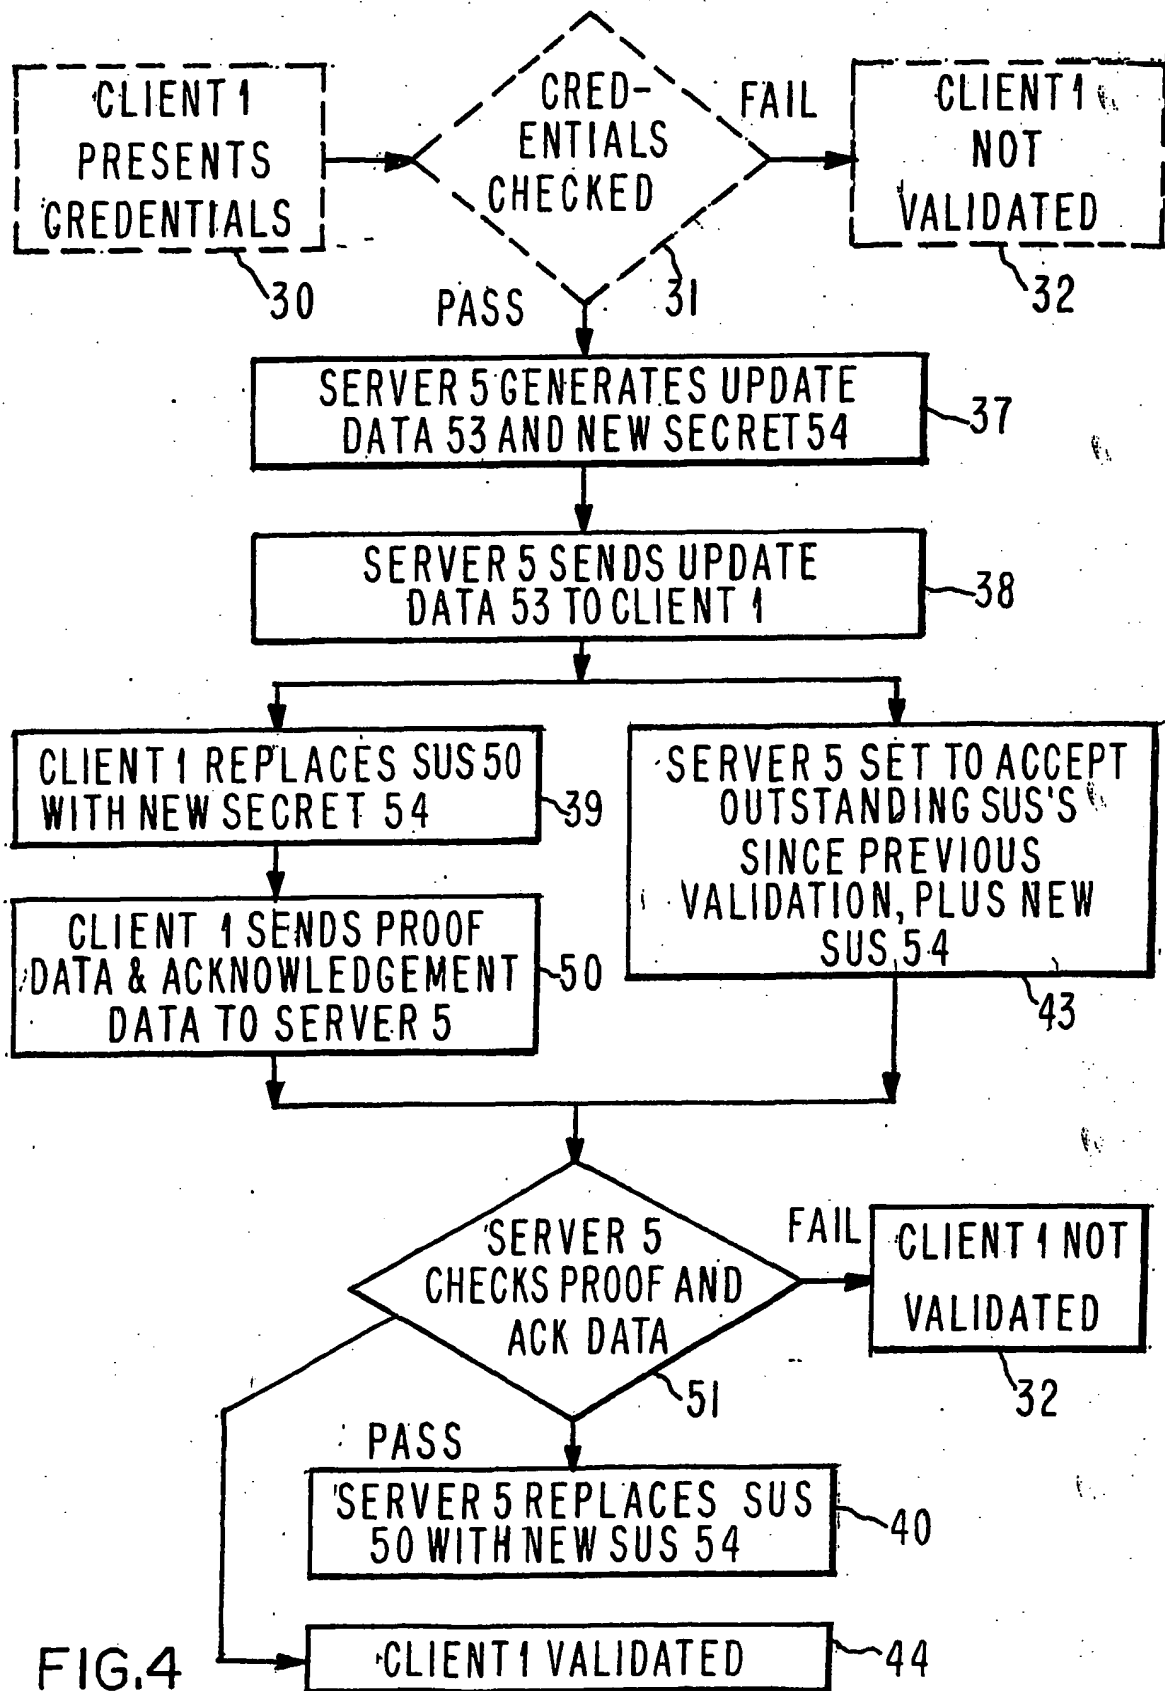 CLIENT 1
PRESENTS
CREDENTIALS
30
CRED-
ENTIALS
CHECKED
31
FAIL
CLIENT 1
NOT
VALIDATED
32
PASS
SERVER 5 GENERATES UPDATE
DATA 53 AND NEW SECRET 54
37
SERVER 5 SENDS UPDATE
DATA 53 TO CLIENT 1
38
CLIENT 1 REPLACES SUS 50
WITH NEW SECRET 54
39
SERVER 5 SET TO ACCEPT
OUTSTANDING SUS'S
SINCE PREVIOUS
VALIDATION, PLUS NEW
SUS 54
43
CLIENT 1 SENDS PROOF
DATA & ACKNOWLEDGEMENT
DATA TO SERVER 5
50
SERVER 5
CHECKS PROOF AND
ACK DATA
51
FAIL
CLIENT 1 NOT
VALIDATED
32
PASS
SERVER 5 REPLACES SUS
50 WITH NEW SUS 54
40
CLIENT 1 VALIDATED
44
FIG.4